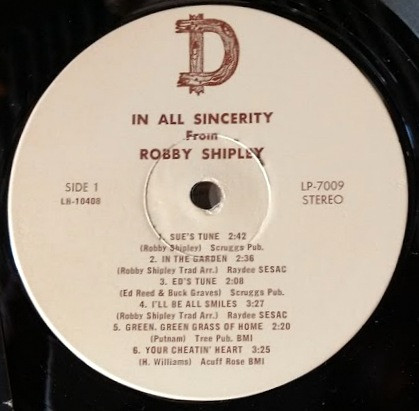 D
IN ALL SINCERITY
From
ROBBY SHIPLEY
SIDE 1
LH-10408
LP-7009
STEREO
1. SUE'S TUNE 2:42
(Robby Shipley) Scruggs Pub.
2. IN THE GARDEN 2:36
(Robby Shipley Trad Arr.) Raydee SESAC
3. ED'S TUNE 2:08
(Ed Reed & Buck Graves) Scruggs Pub.
4. I'LL BE ALL SMILES 3:27
(Robby Shipley Trad Arr.) Raydee SESAC
5. GREEN, GREEN GRASS OF HOME 2:20
(Putnam) Tree Pub. BMI
6. YOUR CHEATIN' HEART 3:25
(H. Williams) Acuff Rose BMI